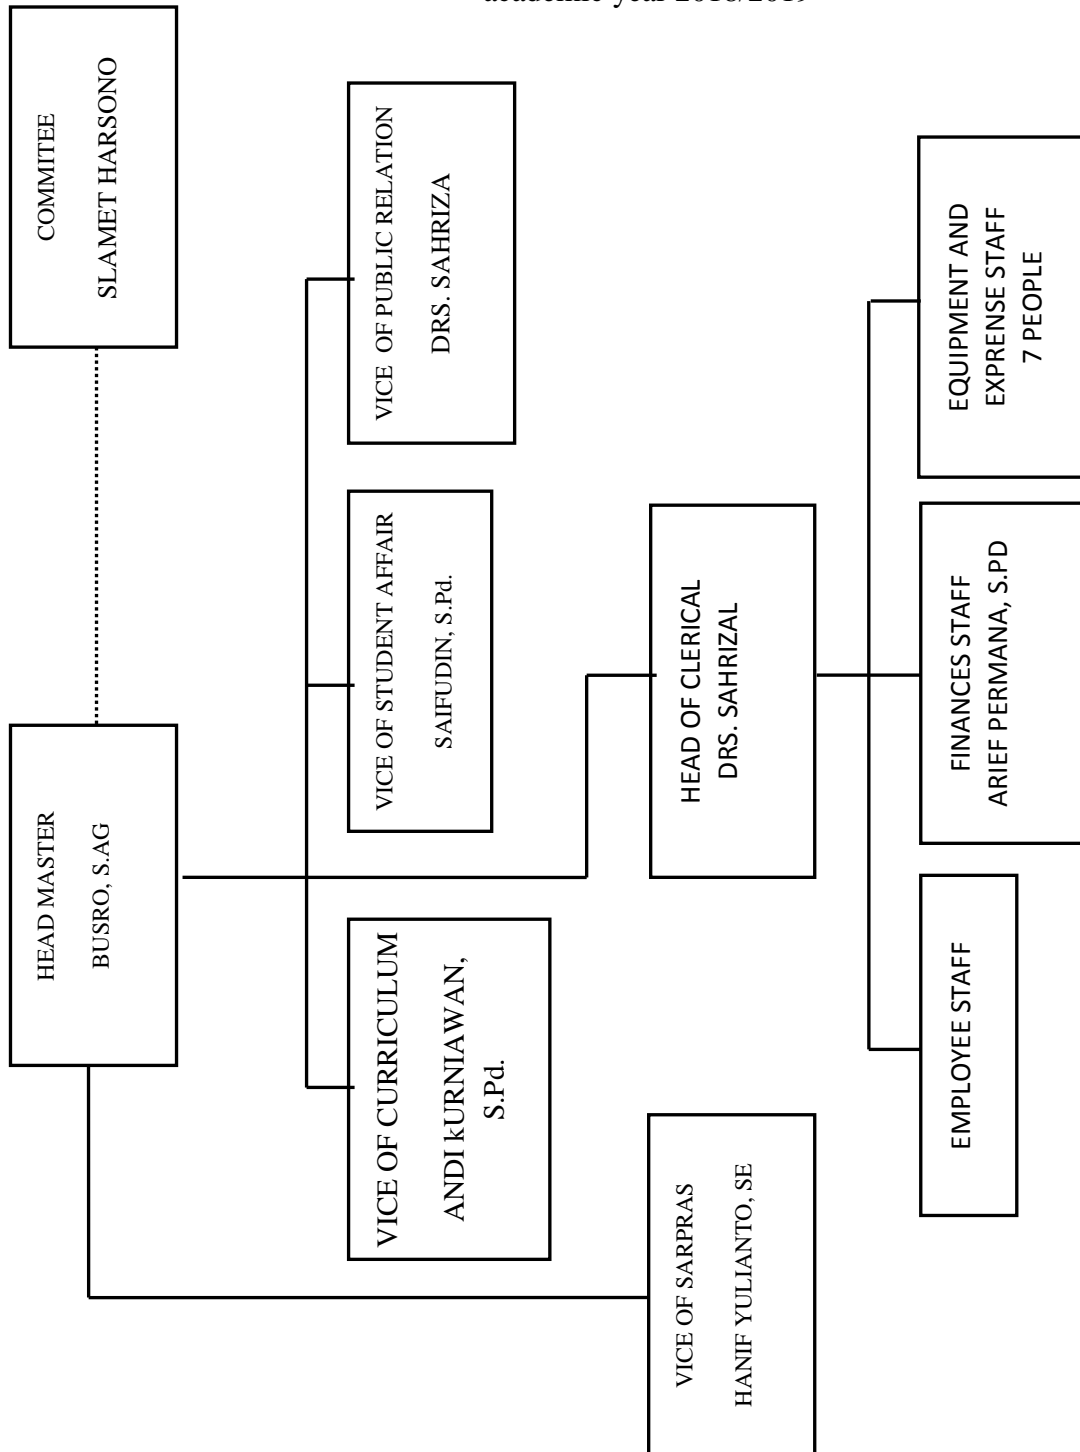 academic year 2018/2019
HEAD MASTER
BUSRO, S.AG
COMMITEE
SLAMET HARSONO
VICE OF CURRICULUM
ANDI kURNIAWAN,
S.Pd.
VICE OF STUDENT AFFAIR
SAIFUDIN, S.Pd.
VICE OF PUBLIC RELATION
DRS. SAHRIZA
VICE OF SARPRAS
HANIF YULIANTO, SE
HEAD OF CLERICAL
DRS. SAHRIZAL
EMPLOYEE STAFF
FINANCES STAFF
ARIEF PERMANA, S.PD
EQUIPMENT AND
EXPRENSE STAFF
7 PEOPLE